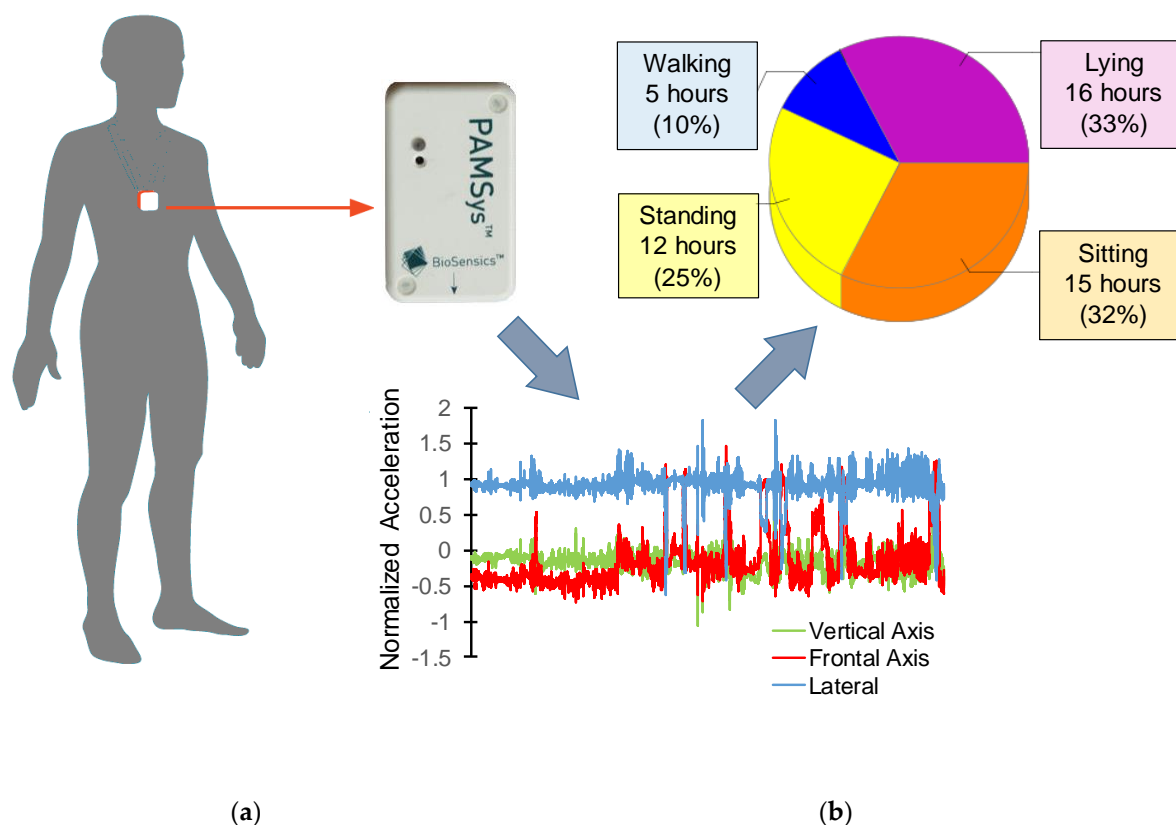 Walking
5 hours
(10%)
Lying
16 hours
(33%)
Standing
12 hours
(25%)
Sitting
15 hours
(32%)
PAMSys™
BioSensics™
Normalized Acceleration
2
1.5
1
0.5
0
-0.5
-1
-1.5
Vertical Axis
Frontal Axis
Lateral
(a)
(b)